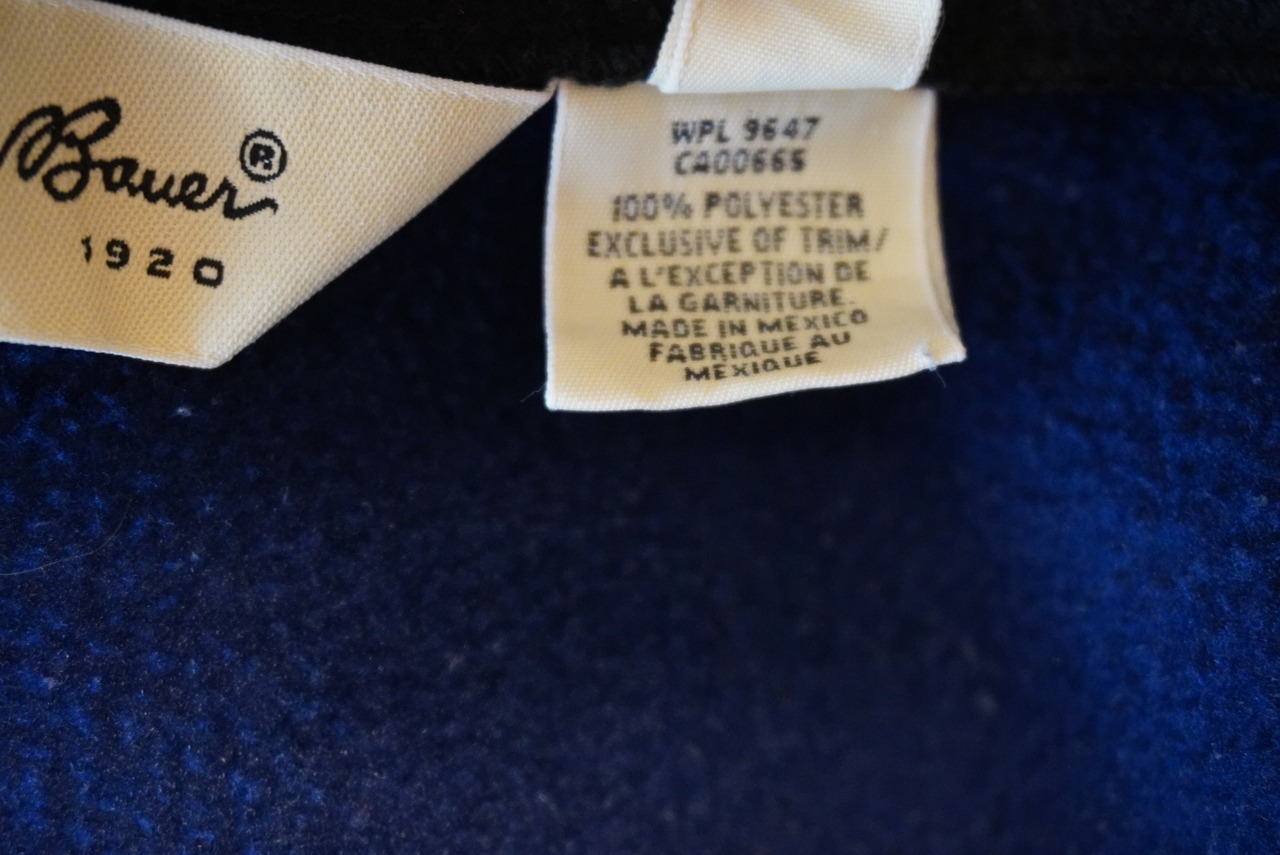 Bauer®
1920
WPL 9647
CA00665
100% POLYESTER
EXCLUSIVE OF TRIM/
A L'EXCEPTION DE
LA GARNITURE.
MADE IN MEXICO
FABRIQUE AU
MEXIQUE